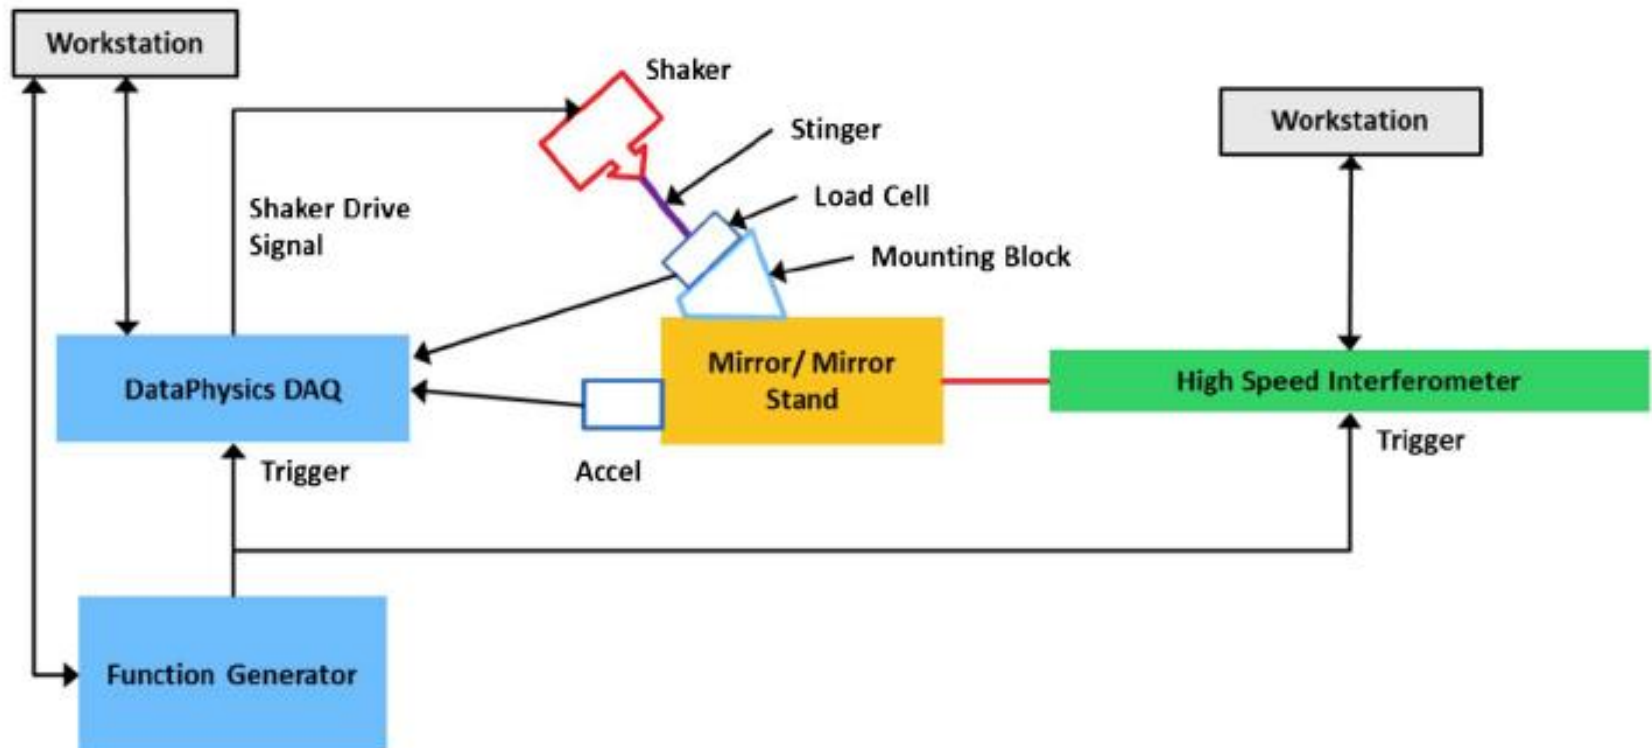 Workstation
Shaker
Stinger
Workstation
Load Cell
Shaker Drive
Signal
Mounting Block
Mirror/ Mirror
Stand
DataPhysics DAQ
High Speed Interferometer
Trigger
Accel
Trigger
Function Generator